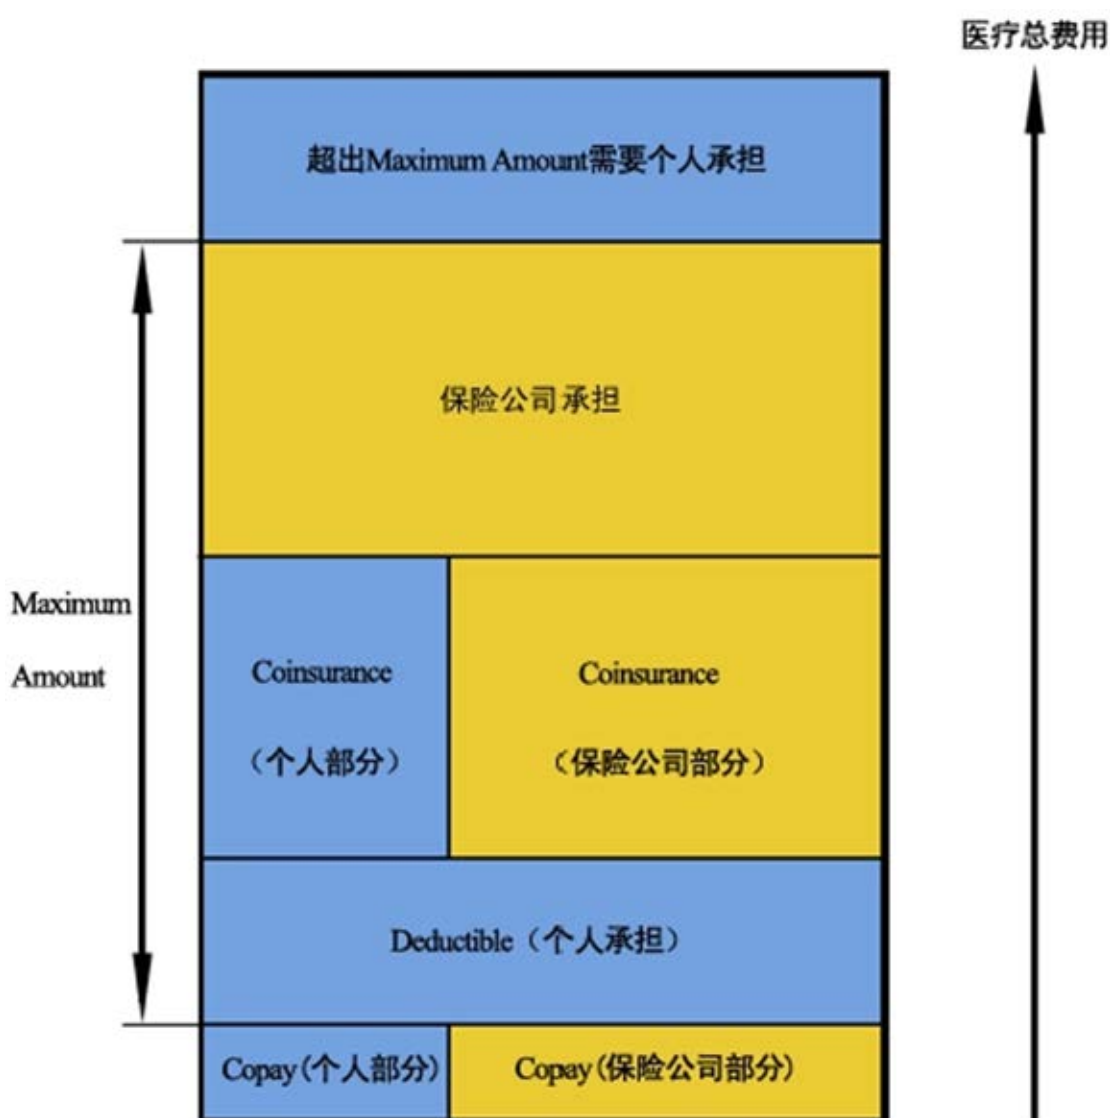 医疗总费用
超出Maximum Amount需要个人承担
保险公司承担
Maximum
Amount
Coinsurance
（个人部分）
Coinsurance
（保险公司部分）
Deductible（个人承担）
Copay(个人部分)
Copay(保险公司部分)